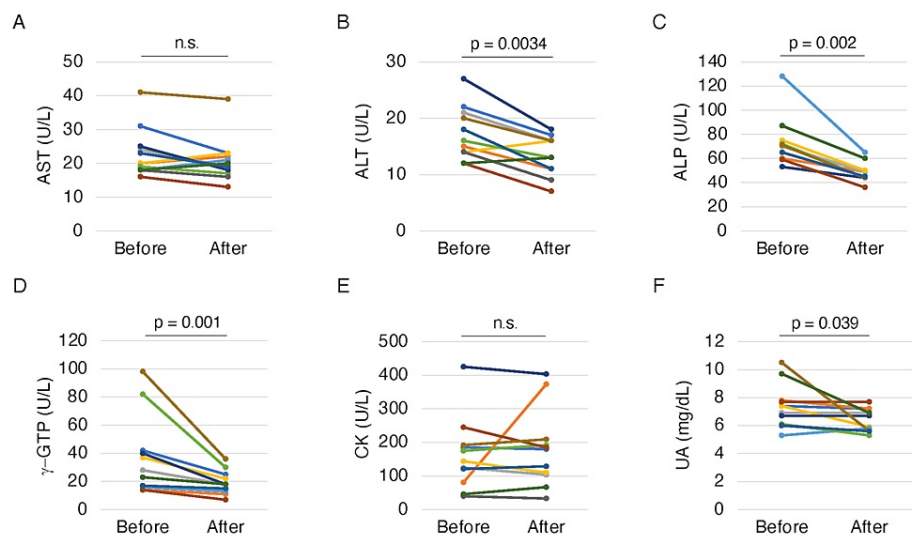 A
n.s.
AST (U/L)
50
40
30
20
10
0
Before After
B
p = 0.0034
ALT (U/L)
30
20
10
0
Before After
C
p = 0.002
ALP (U/L)
140
120
100
80
60
40
20
0
Before After
D
p = 0.001
γ−GTP (U/L)
120
100
80
60
40
20
0
Before After
E
n.s.
CK (U/L)
500
400
300
200
100
0
Before After
F
p = 0.039
UA (mg/dL)
12
10
8
6
4
2
0
Before After